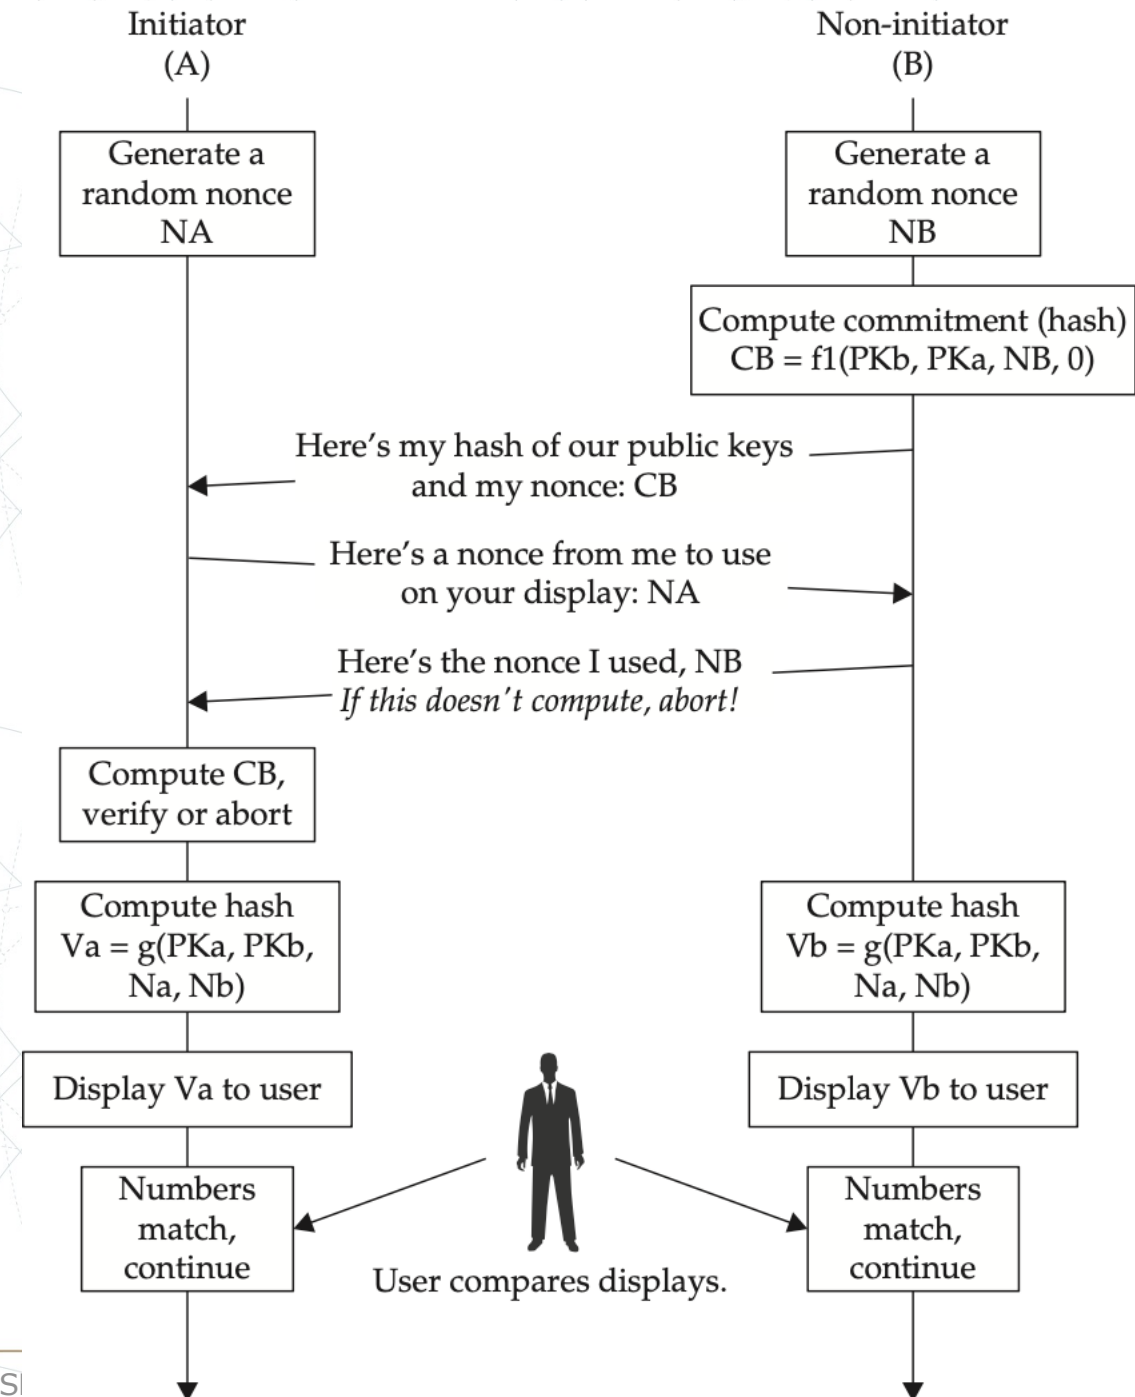 Initiator
(A)
Non-initiator
(B)
Generate a
random nonce
NA
Generate a
random nonce
NB
Compute commitment (hash)
CB = f1(PKb, PKa, NB, 0)
Here's my hash of our public keys
and my nonce: CB
Here's a nonce from me to use
on your display: NA
Here's the nonce I used, NB
If this doesn't compute, abort!
Compute CB,
verify or abort
Compute hash
Va = g(PKa, PKb,
Na, Nb)
Compute hash
Vb = g(PKa, PKb,
Na, Nb)
Display Va to user
Display Vb to user
Numbers
match,
continue
Numbers
match,
continue
User compares displays.